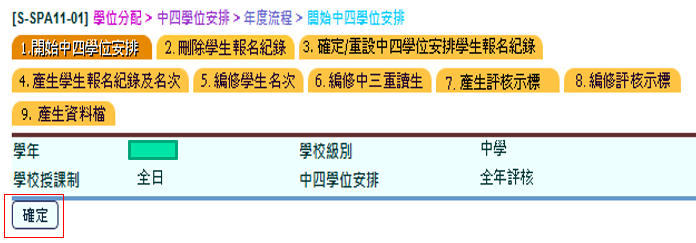 [S-SPA11-01] 學位分配 > 中四學位安排 > 年度流程 > 開始中四學位安排
1.開始中四學位安排 2.刪除學生報名紀錄 3.確定/重設中四學位安排學生報名紀錄
4.產生學生報名紀錄及名次 5.編修學生名次 6.編修中三重讀生 7.產生評核示標 8.編修評核示標
9.產生資料檔
學年 學校級別 中學
學校授課制 全日 中四學位安排 全年評核
確定